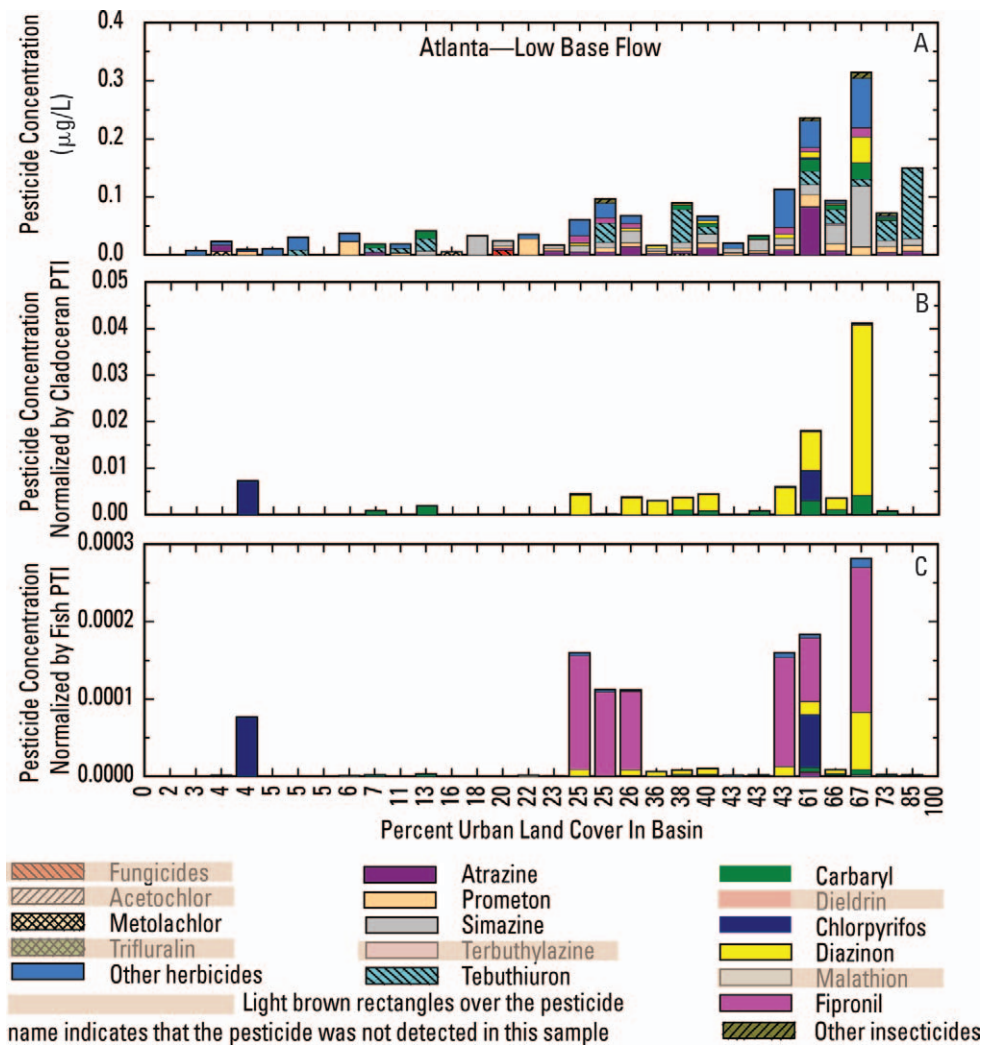 Atlanta—Low Base Flow
A
Pesticide Concentration
(µg/L)
0.4
0.3
0.2
0.1
0.0
B
Pesticide Concentration
Normalized by Cladoceran PTI
0.05
0.04
0.03
0.02
0.01
0.00
C
Pesticide Concentration
Normalized by Fish PTI
0.0003
0.0002
0.0001
0.0000
0 2 2 3 4 4 5 5 5 6 6 7 11 13 16 16 18 20 22 23 25 25 26 36 38 40 43 43 43 61 66 67 73 85 100
Percent Urban Land Cover In Basin
Fungicides
Acetochlor
Metolachlor
Trifluralin
Other herbicides
Atrazine
Prometon
Simazine
Terbuthylazine
Tebuthiuron
Carbaryl
Dieldrin
Chlorpyrifos
Diazinon
Malathion
Fipronil
Other insecticides
Light brown rectangles over the pesticide
name indicates that the pesticide was not detected in this sample